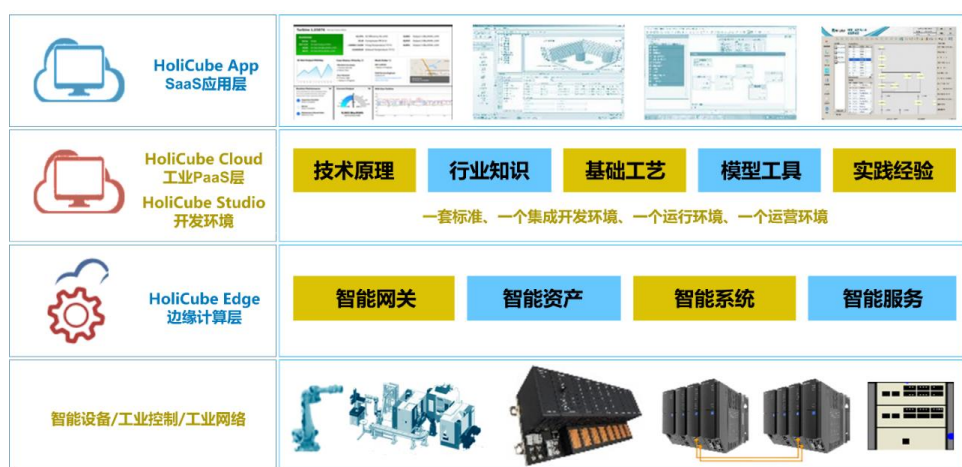 HoliCube App
SaaS应用层
HoliCube Cloud
工业PaaS层
HoliCube Studio
开发环境
技术原理
行业知识
基础工艺
模型工具
实践经验
一套标准、一个集成开发环境、一个运行环境、一个运营环境
HoliCube Edge
边缘计算层
智能网关
智能资产
智能系统
智能服务
智能设备/工业控制/工业网络